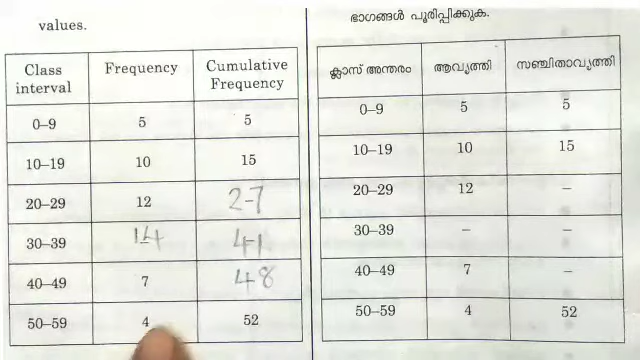 values.
Class interval Frequency Cumulative Frequency
0–9 5 5
10–19 10 15
20–29 12 27
30–39 14 41
40–49 7 48
50–59 4 52
ഭാഗങ്ങൾ പൂരിപ്പിക്കുക.
ക്ലാസ് അന്തരം ആവൃത്തി സഞ്ചിതാവൃത്തി
0–9 5 5
10–19 10 15
20–29 12 –
30–39 – –
40–49 7 –
50–59 4 52